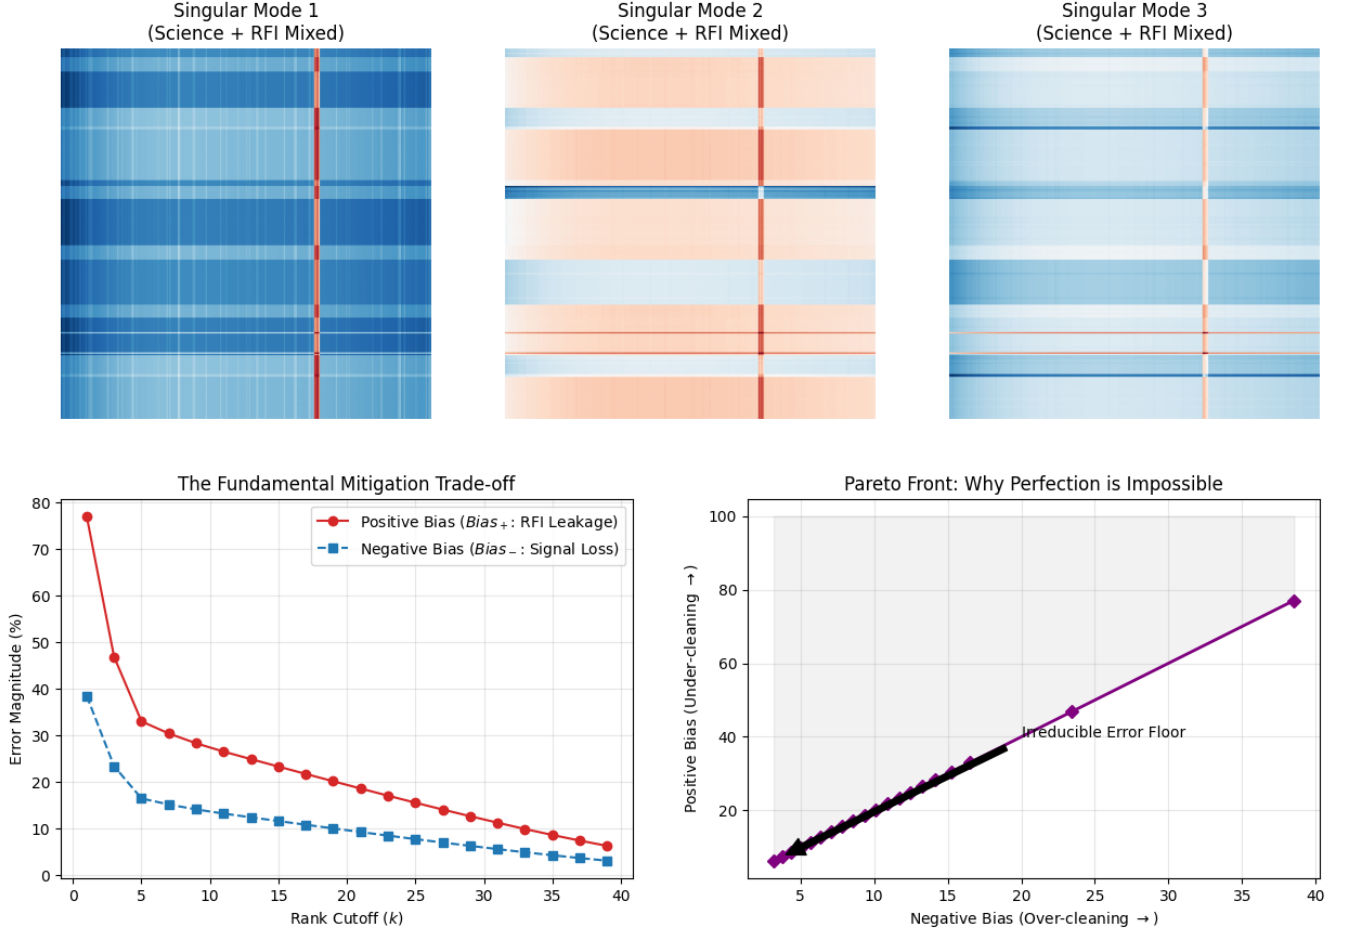 Singular Mode 1
(Science + RFI Mixed)
Singular Mode 2
(Science + RFI Mixed)
Singular Mode 3
(Science + RFI Mixed)
The Fundamental Mitigation Trade-off
Error Magnitude (%)
80
70
60
50
40
30
20
10
0
Positive Bias (Bias₊: RFI Leakage)
Negative Bias (Bias₋: Signal Loss)
0 5 10 15 20 25 30 35 40
Rank Cutoff (k)
Pareto Front: Why Perfection is Impossible
Positive Bias (Under-cleaning →)
100
80
60
40
20
Irreducible Error Floor
5 10 15 20 25 30 35 40
Negative Bias (Over-cleaning →)